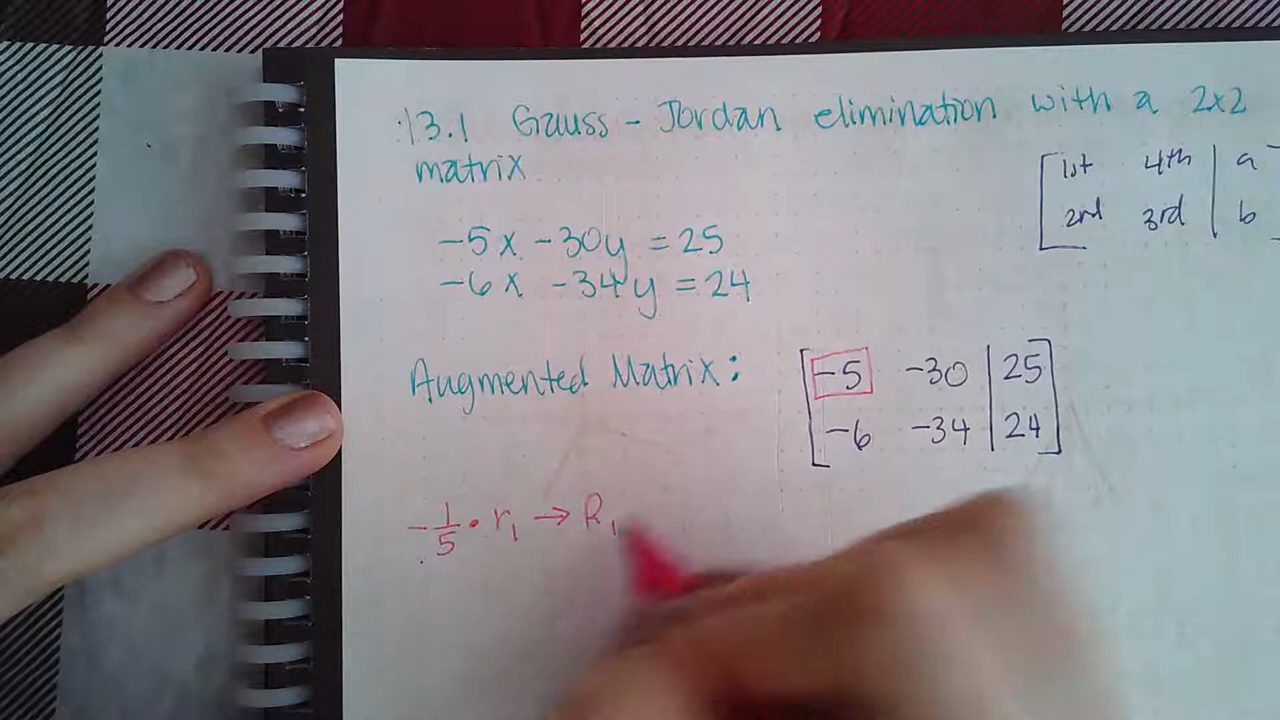 13.1 Gauss - Jordan elimination with a 2x2
matrix
1st 4th | a
2nd 3rd | b
-5x -30y = 25
-6x -34y = 24
Augmented Matrix:
-5 -30 | 25
-6 -34 | 24
-1/5 • r₁ → R₁